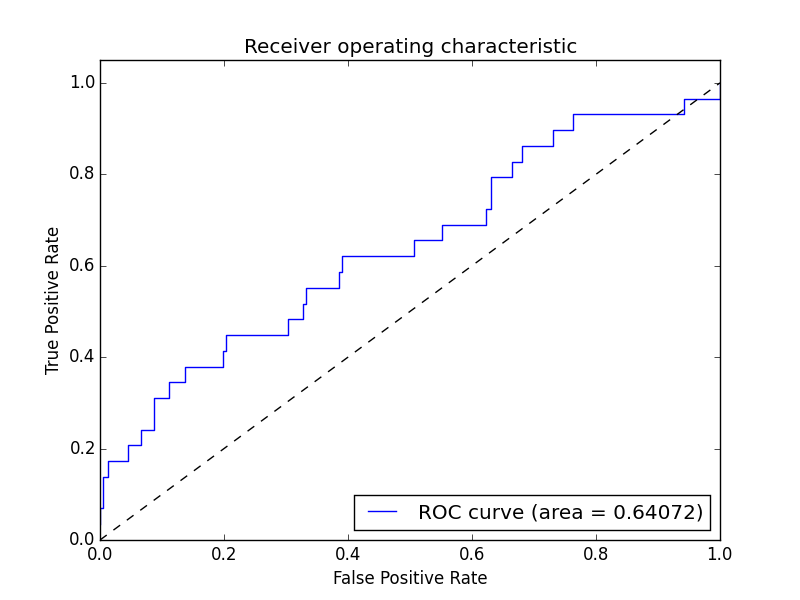 Receiver operating characteristic
True Positive Rate
1.0
0.8
0.6
0.4
0.2
0.0
ROC curve (area = 0.64072)
0.0 0.2 0.4 0.6 0.8 1.0
False Positive Rate